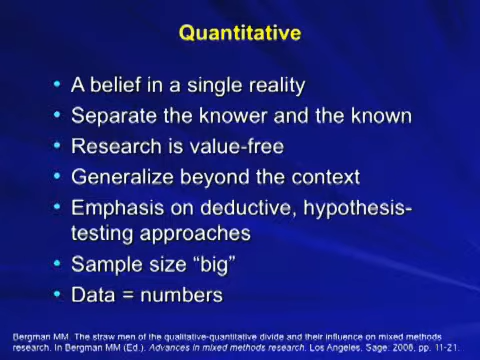 Quantitative
• A belief in a single reality
• Separate the knower and the known
• Research is value-free
• Generalize beyond the context
• Emphasis on deductive, hypothesis-
testing approaches
• Sample size “big”
• Data = numbers
Bergman MM. The straw men of the qualitative-quantitative divide and their influence on mixed methods
research. In Bergman MM (Ed.). Advances in mixed methods research. Los Angeles, Sage: 2008, pp. 11-21.